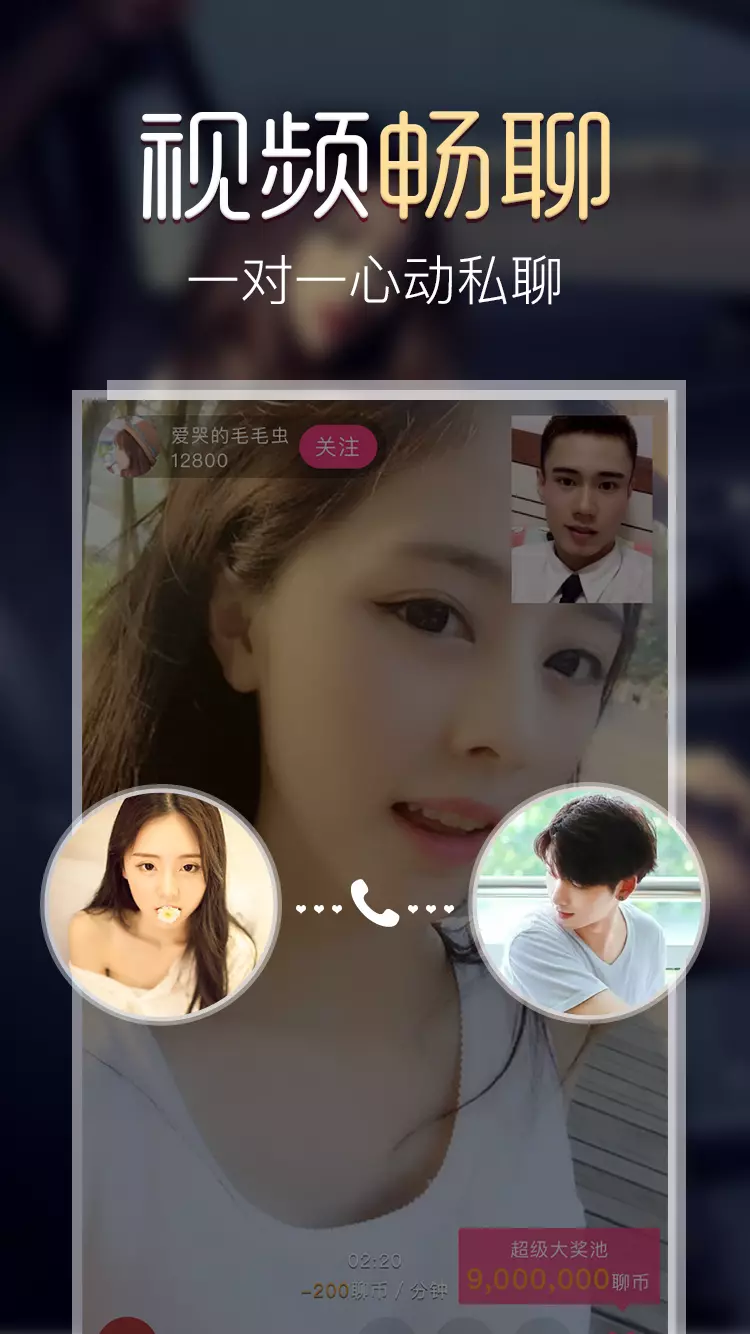 视频畅聊
一对一心动私聊
爱哭的毛毛虫
12800
关注
02:20
-200聊币 / 分钟
超级大奖池
9,000,000聊币